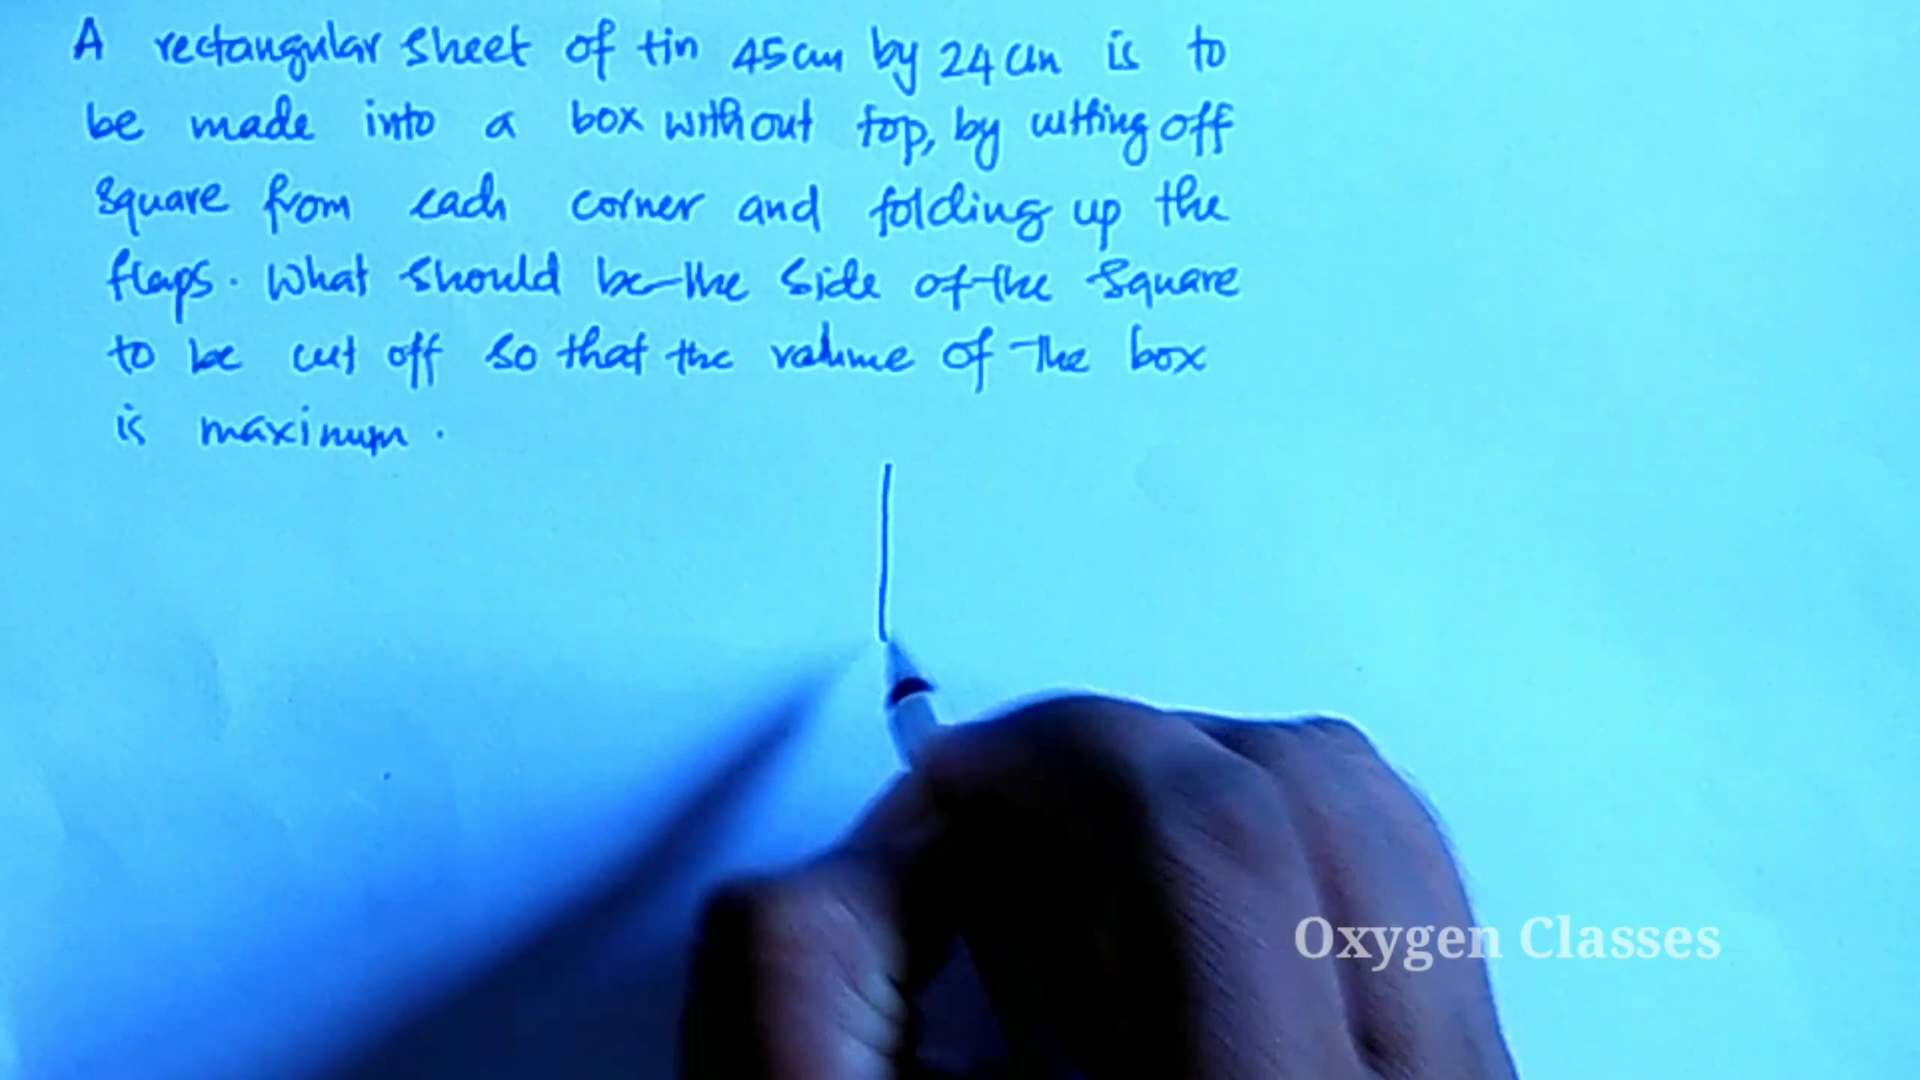 A rectangular sheet of tin 45cm by 24cm is to
be made into a box without top, by cutting off
square from each corner and folding up the
flaps. What should be the side of the square
to be cut off so that the volume of the box
is maximum.
Oxygen Classes